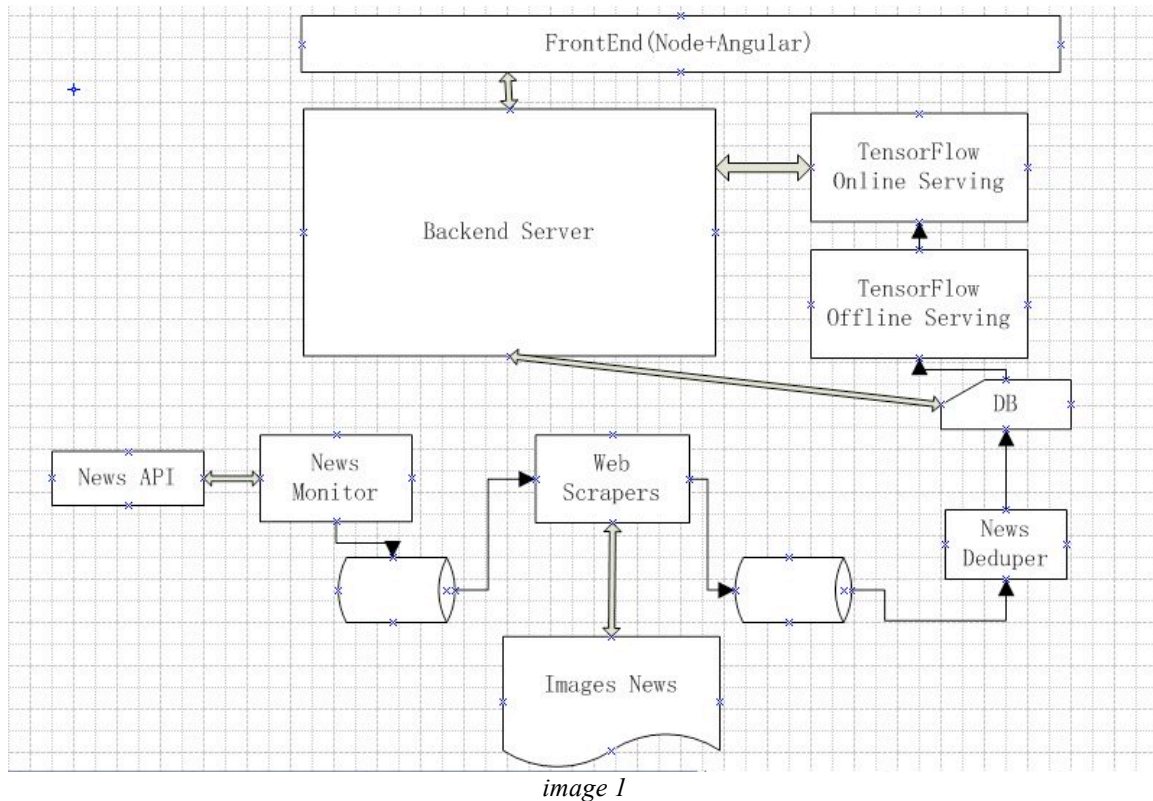 FrontEnd(Node+Angular)
Backend Server
TensorFlow
Online Serving
TensorFlow
Offline Serving
DB
News API
News
Monitor
Web
Scrapers
News
Deduper
Images News
image 1